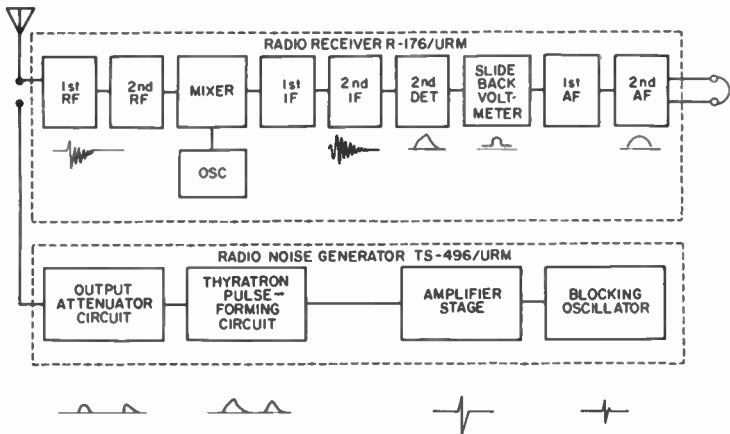 RADIO RECEIVER R-176/URM
1st
RF
2nd
RF
MIXER
1st
IF
2nd
IF
2nd
DET
SLIDE
BACK
VOLT-
METER
1st
AF
2nd
AF
OSC
RADIO NOISE GENERATOR TS-496/URM
OUTPUT
ATTENUATOR
CIRCUIT
THYRATRON
PULSE-
FORMING
CIRCUIT
AMPLIFIER
STAGE
BLOCKING
OSCILLATOR